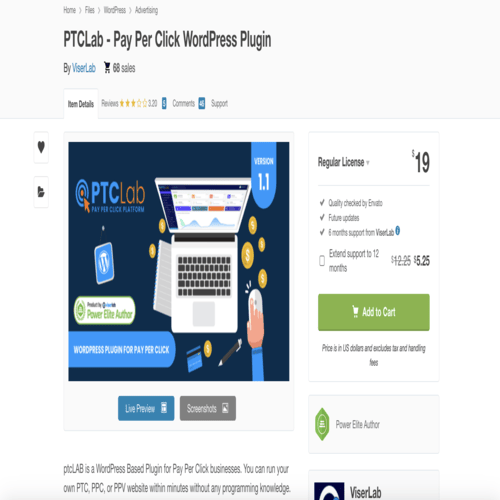 Home > Files > WordPress > Advertising
PTCLab - Pay Per Click WordPress Plugin
By ViserLab 68 sales
Item Details Reviews 3.20 5 Comments 46 Support
PTCLab
PAY PER CLICK PLATFORM
VERSION
1.1
Product by viserlab
Power Elite Author
WORDPRESS PLUGIN FOR PAY PER CLICK
Live Preview
Screenshots
ptcLAB is a WordPress Based Plugin for Pay Per Click businesses. You can run your
own PTC, PPC, or PPV website within minutes without any programming knowledge.
Regular License $19
Quality checked by Envato
Future updates
6 months support from ViserLab
Extend support to 12 $12.25 $5.25
months
Add to Cart
Price is in US dollars and excludes tax and handling
fees
Power Elite Author
ViserLab